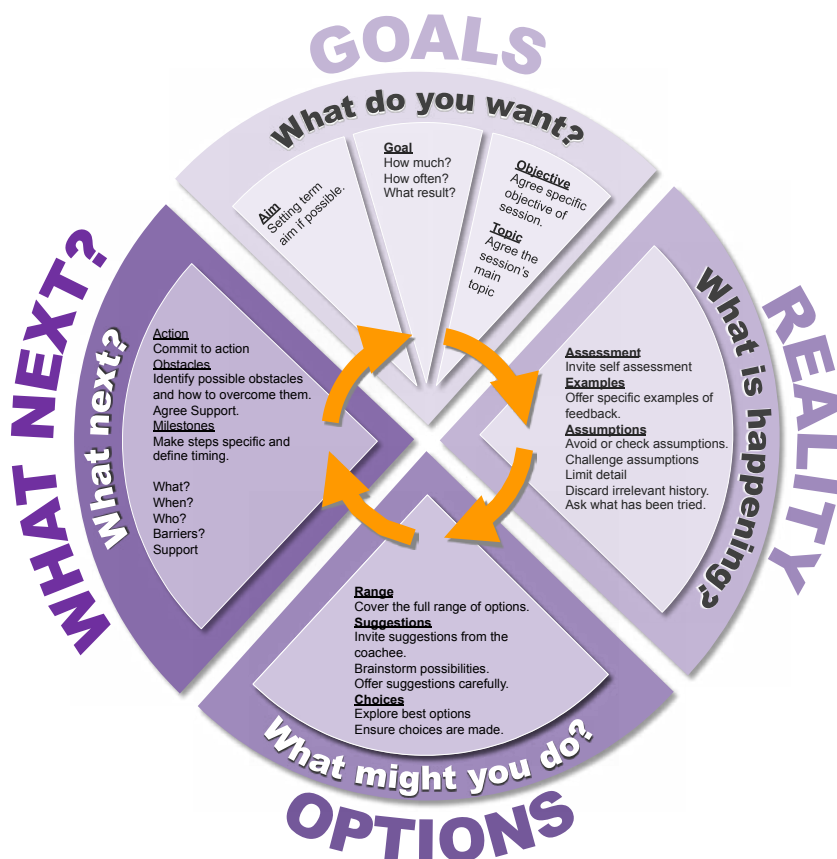 GOALS
What do you want?
Aim
Setting term
aim if possible.
Goal
How much?
How often?
What result?
Objective
Agree specific
objective of
session.
Topic
Agree the
session's
main
topic
REALITY
What is happening?
Assessment
Invite self assessment
Examples
Offer specific examples of
feedback.
Assumptions
Avoid or check assumptions.
Challenge assumptions
Limit detail
Discard irrelevant history.
Ask what has been tried.
OPTIONS
What might you do?
Range
Cover the full range of options.
Suggestions
Invite suggestions from the
coachee.
Brainstorm possibilities.
Offer suggestions carefully.
Choices
Explore best options
Ensure choices are made.
WHAT NEXT?
What next?
Action
Commit to action
Obstacles
Identify possible obstacles
and how to overcome them.
Agree Support.
Milestones
Make steps specific and
define timing.
What?
When?
Who?
Barriers?
Support